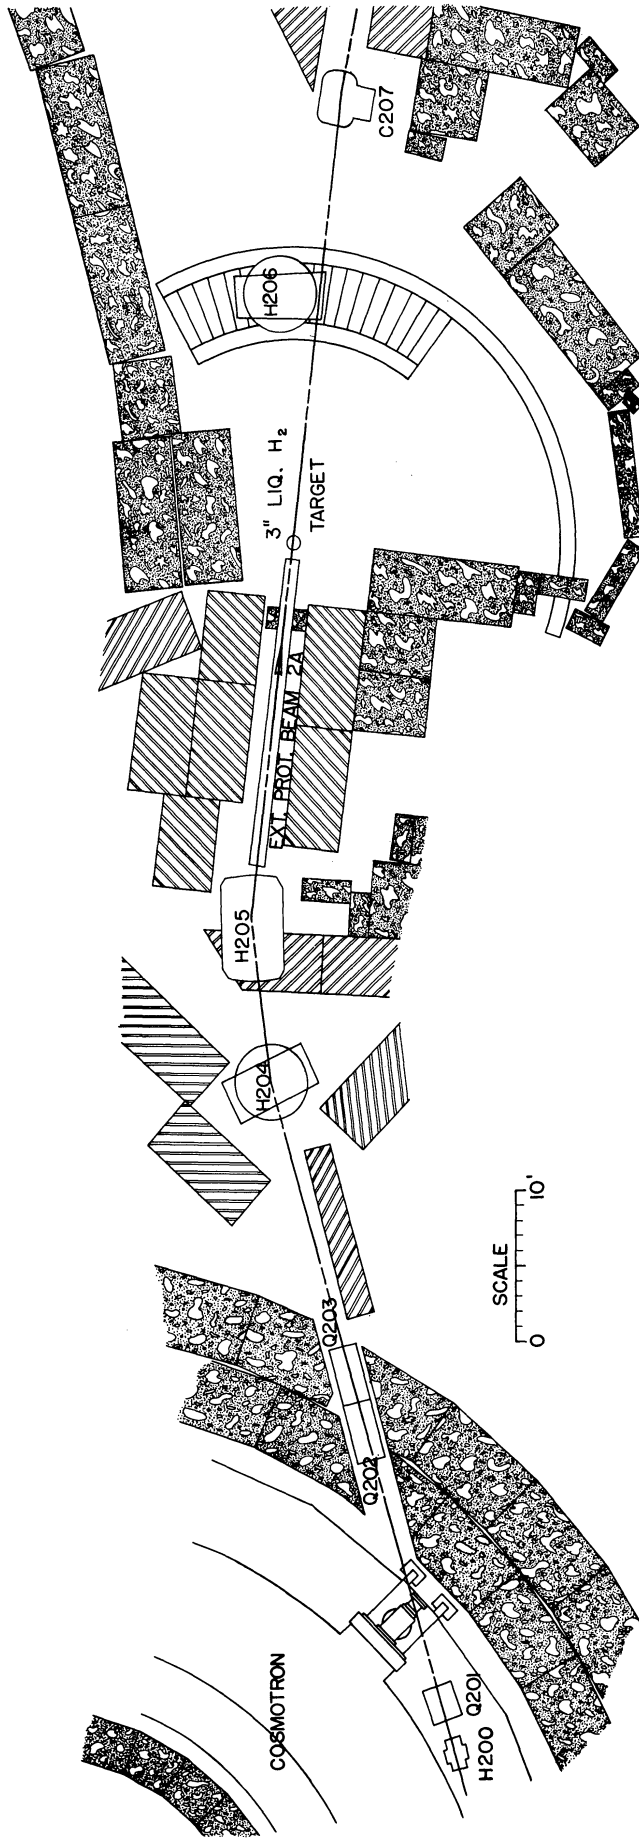 COSMOTRON
H200
Q201
Q202
Q203
SCALE
0
10'
H204
H205
EXT. PROT. BEAM 2A
3" LIQ. H₂
TARGET
H206
C207